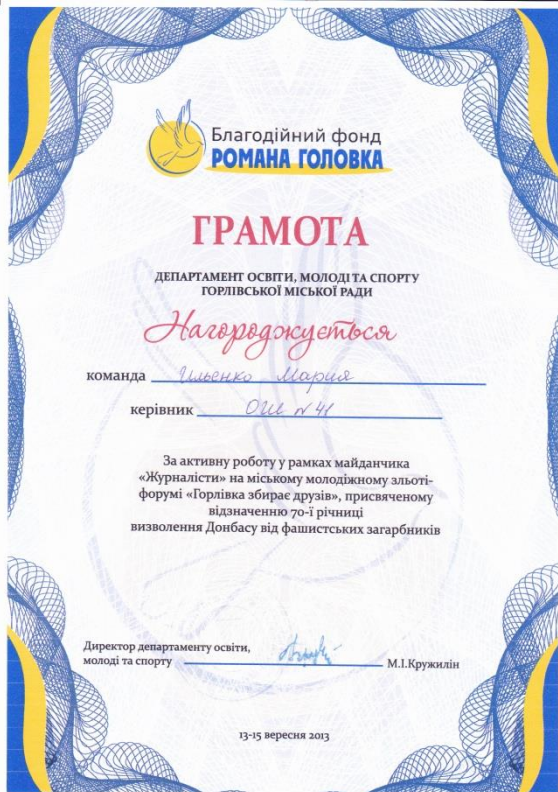 Благодійний фонд
РОМАНА ГОЛОВКА
ГРАМОТА
ДЕПАРТАМЕНТ ОСВІТИ, МОЛОДІ ТА СПОРТУ
ГОРЛІВСЬКОЇ МІСЬКОЇ РАДИ
Нагороджується
команда Ильенко Мария
керівник ОШ № 41
За активну роботу у рамках майданчика
«Журналісти» на міському молодіжному зльоті-
форумі «Горлівка збирає друзів», присвяченому
відзначенню 70-ї річниці
визволення Донбасу від фашистських загарбників
Директор департаменту освіти,
молоді та спорту М.І.Кружилін
13-15 вересня 2013